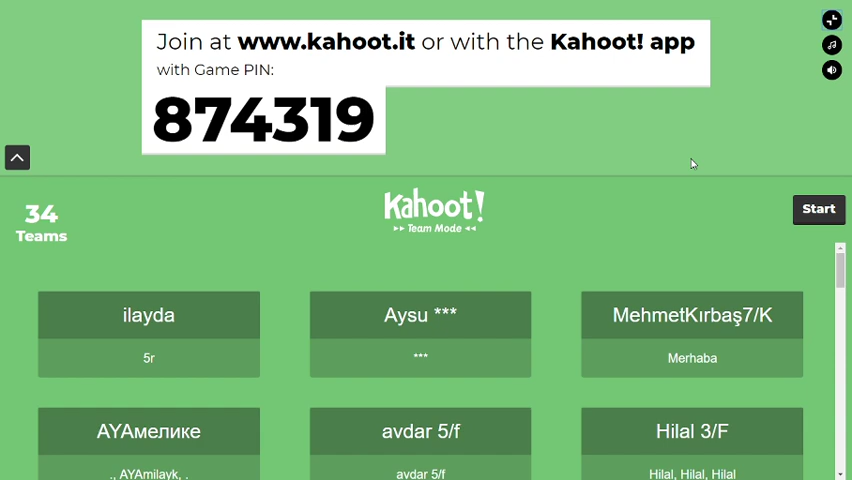 Join at www.kahoot.it or with the Kahoot! app
with Game PIN:
874319
34
Teams
Kahoot!
Team Mode
Start
ilayda
5r
Aysu ***
***
MehmetKırbaş7/K
Merhaba
AYAмелике
., AYAmilayk, .
avdar 5/f
avdar 5/f
Hilal 3/F
Hilal, Hilal, Hilal